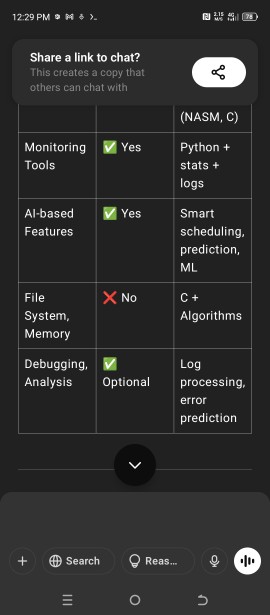 12:29 PM
2.15
M/S
4G
78
Share a link to chat?
This creates a copy that
others can chat with
(NASM, C)
Monitoring
Tools
✅ Yes
Python +
stats +
logs
AI-based
Features
✅ Yes
Smart
scheduling,
prediction,
ML
File
System,
Memory
❌ No
C +
Algorithms
Debugging,
Analysis
✅
Optional
Log
processing,
error
prediction
Search
Reas...